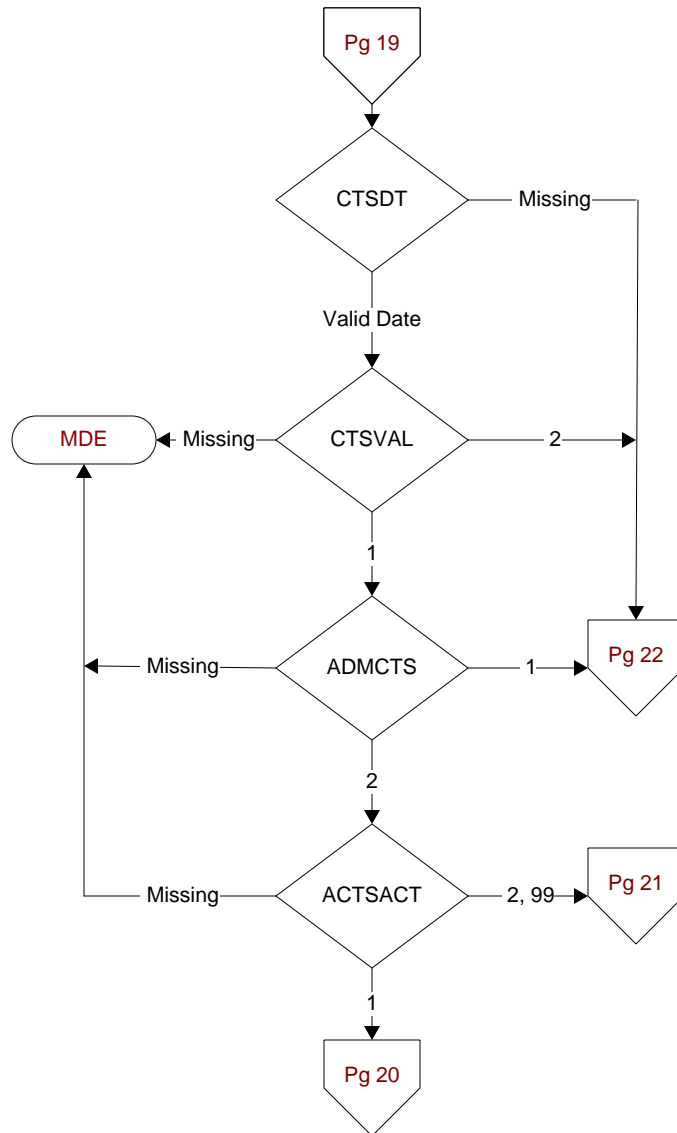 Pg 19
CTSDT
Missing
Valid Date
MDE
Missing
CTSVAL
2
1
Missing
ADMCTS
1
Pg 22
2
Missing
ACTSACT
2, 99
Pg 21
1
Pg 20